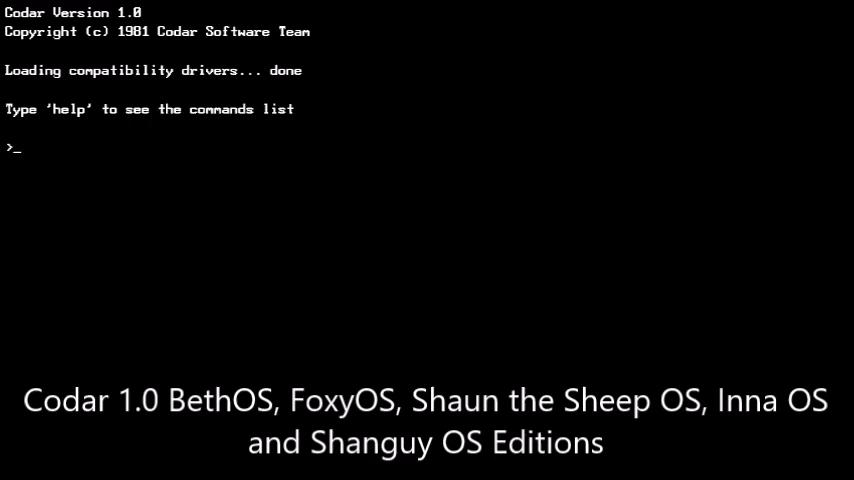 Codar Version 1.0
Copyright (c) 1981 Codar Software Team
Loading compatibility drivers... done
Type 'help' to see the commands list
>_
Codar 1.0 BethOS, FoxyOS, Shaun the Sheep OS, Inna OS
and Shanguy OS Editions